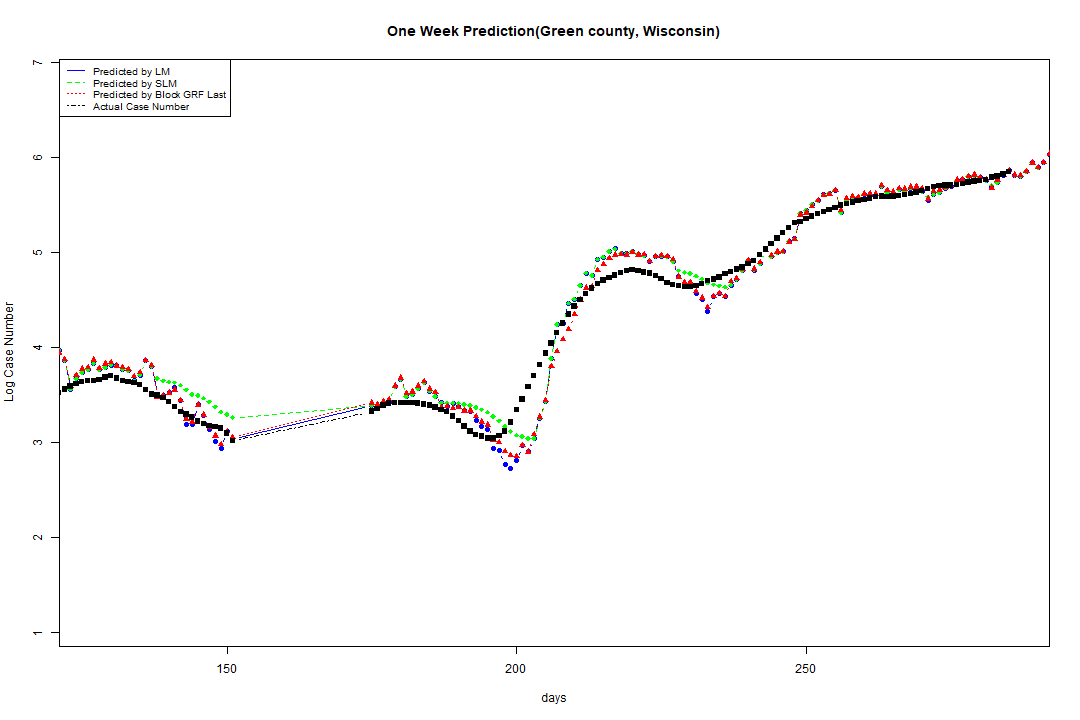 One Week Prediction(Green county, Wisconsin)
7
Predicted by LM
Predicted by SLM
Predicted by Block GRF Last
Actual Case Number
6
5
4
3
2
1
Log Case Number
150 200 250
days